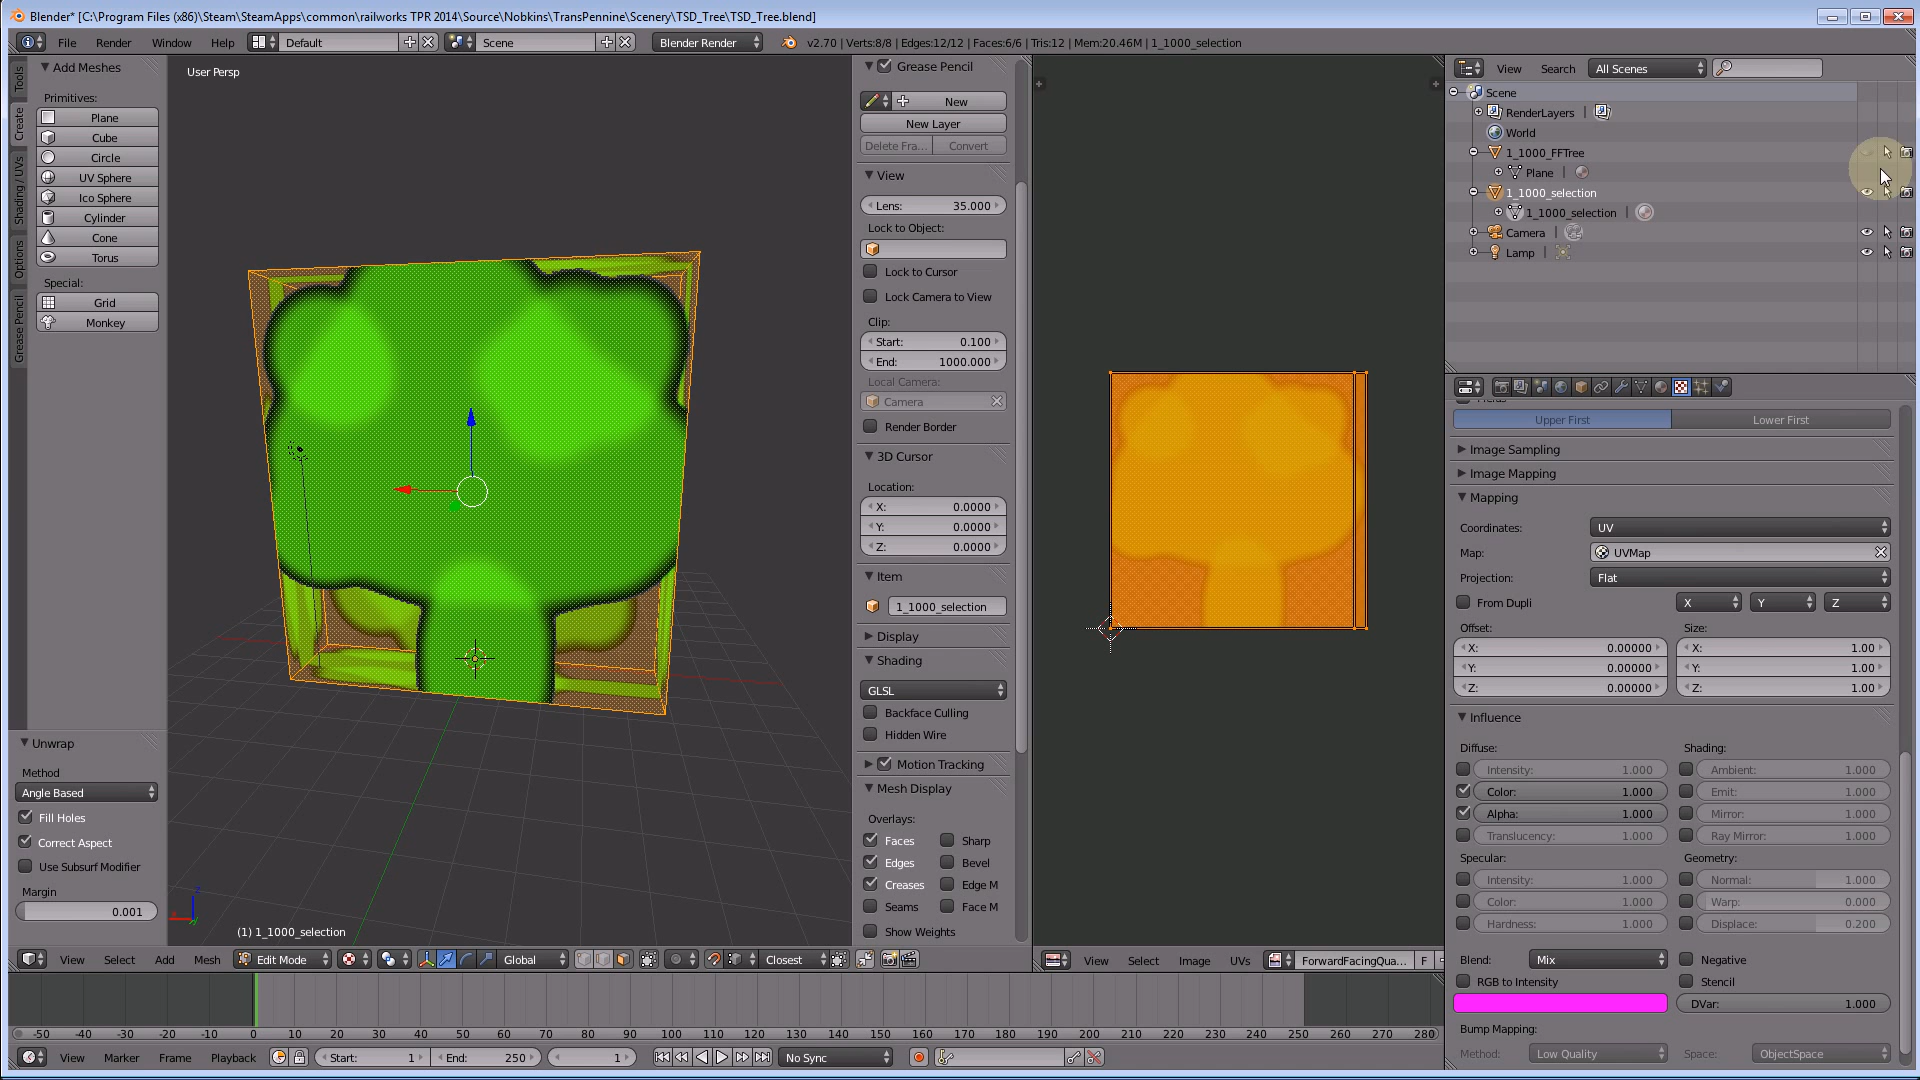 Blender* [C:\Program Files (x86)\Steam\SteamApps\common\railworks TPR 2014\Source\Nobkins\TransPennine\Scenery\TSD_Tree\TSD_Tree.blend]
File Render Window Help Default Scene Blender Render v2.70 | Verts:8/8 | Edges:12/12 | Faces:6/6 | Tris:12 | Mem:20.46M | 1_1000_selection
Tools
Create
Shading / UVs
Options
Grease Pencil
Add Meshes
Primitives:
Plane
Cube
Circle
UV Sphere
Ico Sphere
Cylinder
Cone
Torus
Special:
Grid
Monkey
Unwrap
Method
Angle Based
Fill Holes
Correct Aspect
Use Subsurf Modifier
Margin
0.001
User Persp
(1) 1_1000_selection
Grease Pencil
New
New Layer
Delete Fra... Convert
View
Lens: 35.000
Lock to Object:
Lock to Cursor
Lock Camera to View
Clip:
Start: 0.100
End: 1000.000
Local Camera:
Camera
Render Border
3D Cursor
Location:
X: 0.0000
Y: 0.0000
Z: 0.0000
Item
1_1000_selection
Display
Shading
GLSL
Backface Culling
Hidden Wire
Motion Tracking
Mesh Display
Overlays:
Faces Sharp
Edges Bevel
Creases Edge M
Seams Face M
Show Weights
View Select Add Mesh Edit Mode Global Closest
View Select Image UVs ForwardFacingQua... F
View Search All Scenes
Scene
RenderLayers |
World
1_1000_FFTree
Plane |
1_1000_selection
1_1000_selection |
Camera |
Lamp |
Upper First Lower First
Image Sampling
Image Mapping
Mapping
Coordinates: UV
Map: UVMap
Projection: Flat
From Dupli X Y Z
Offset: Size:
X: 0.00000 X: 1.00
Y: 0.00000 Y: 1.00
Z: 0.00000 Z: 1.00
Influence
Diffuse: Shading:
Intensity: 1.000 Ambient: 1.000
Color: 1.000 Emit: 1.000
Alpha: 1.000 Mirror: 1.000
Translucency: 1.000 Ray Mirror: 1.000
Specular: Geometry:
Intensity: 1.000 Normal: 1.000
Color: 1.000 Warp: 0.000
Hardness: 1.000 Displace: 0.200
Blend: Mix Negative
RGB to Intensity Stencil
DVar: 1.000
Bump Mapping:
Method: Low Quality Space: ObjectSpace
-50 -40 -30 -20 -10 0 10 20 30 40 50 60 70 80 90 100 110 120 130 140 150 160 170 180 190 200 210 220 230 240 250 260 270 280
View Marker Frame Playback Start: 1 End: 250 1 No Sync